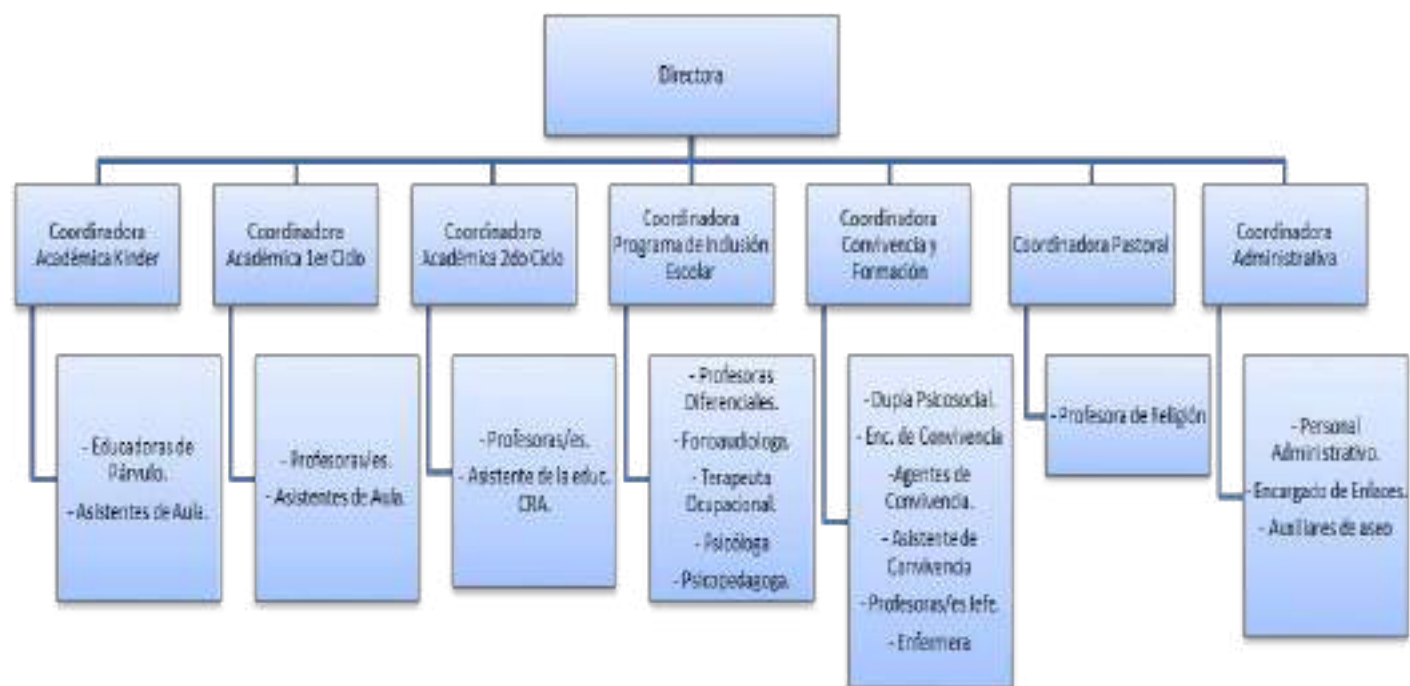 Directora
Coordinadora
Académica Kinder
Coordinadora
Académica 1er Ciclo
Coordinadora
Académica 2do Ciclo
Coordinadora
Programa de Inclusión
Escolar
Coordinadora
Convivencia y
Formación
Coordinadora Pastoral
Coordinadora
Administrativa
- Educadoras de
Párvulo.
- Asistentes de Aula.
- Profesoras/es.
- Asistentes de Aula.
- Profesoras/es.
- Asistente de la educ.
CRA.
- Profesoras
Diferenciales.
- Fonoaudiologa.
- Terapeuta
Ocupacional.
- Psicóloga
- Psicopedagoga.
- Dupla Psicosocial.
- Enc. de Convivencia
-Agentes de
Convivencia.
- Asistente de
Convivencia
- Profesoras/es Jefe.
- Enfermera
- Profesora de Religión
- Personal
Administrativo.
- Encargado de Enlaces.
- Auxiliares de aseo